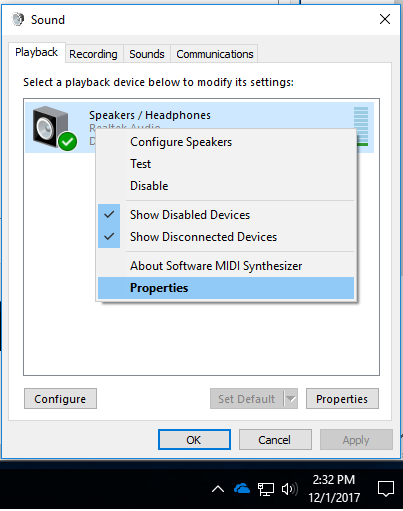 Sound
Playback Recording Sounds Communications
Select a playback device below to modify its settings:
Speakers / Headphones
Realtek Audio
Configure Speakers
Test
Disable
Show Disabled Devices
Show Disconnected Devices
About Software MIDI Synthesizer
Properties
Configure Set Default Properties
OK Cancel Apply
2:32 PM
12/1/2017